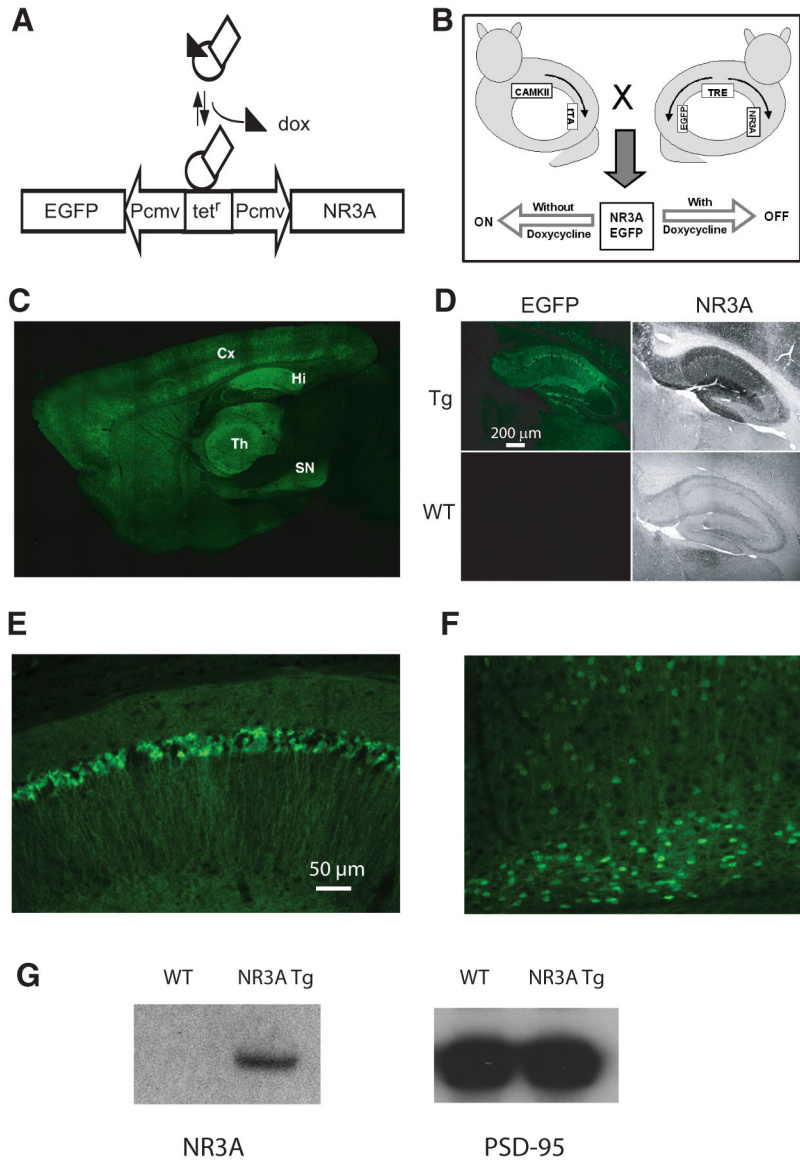 A
dox
EGFP
Pcmv
tetʳ
Pcmv
NR3A
B
CAMKII
tTA
X
TRE
EGFP
NR3A
ON
Without
Doxycycline
NR3A
EGFP
With
Doxycycline
OFF
C
Cx
Hi
Th
SN
D
EGFP
NR3A
Tg
200 µm
WT
E
50 µm
F
G
WT
NR3A Tg
NR3A
WT
NR3A Tg
PSD-95